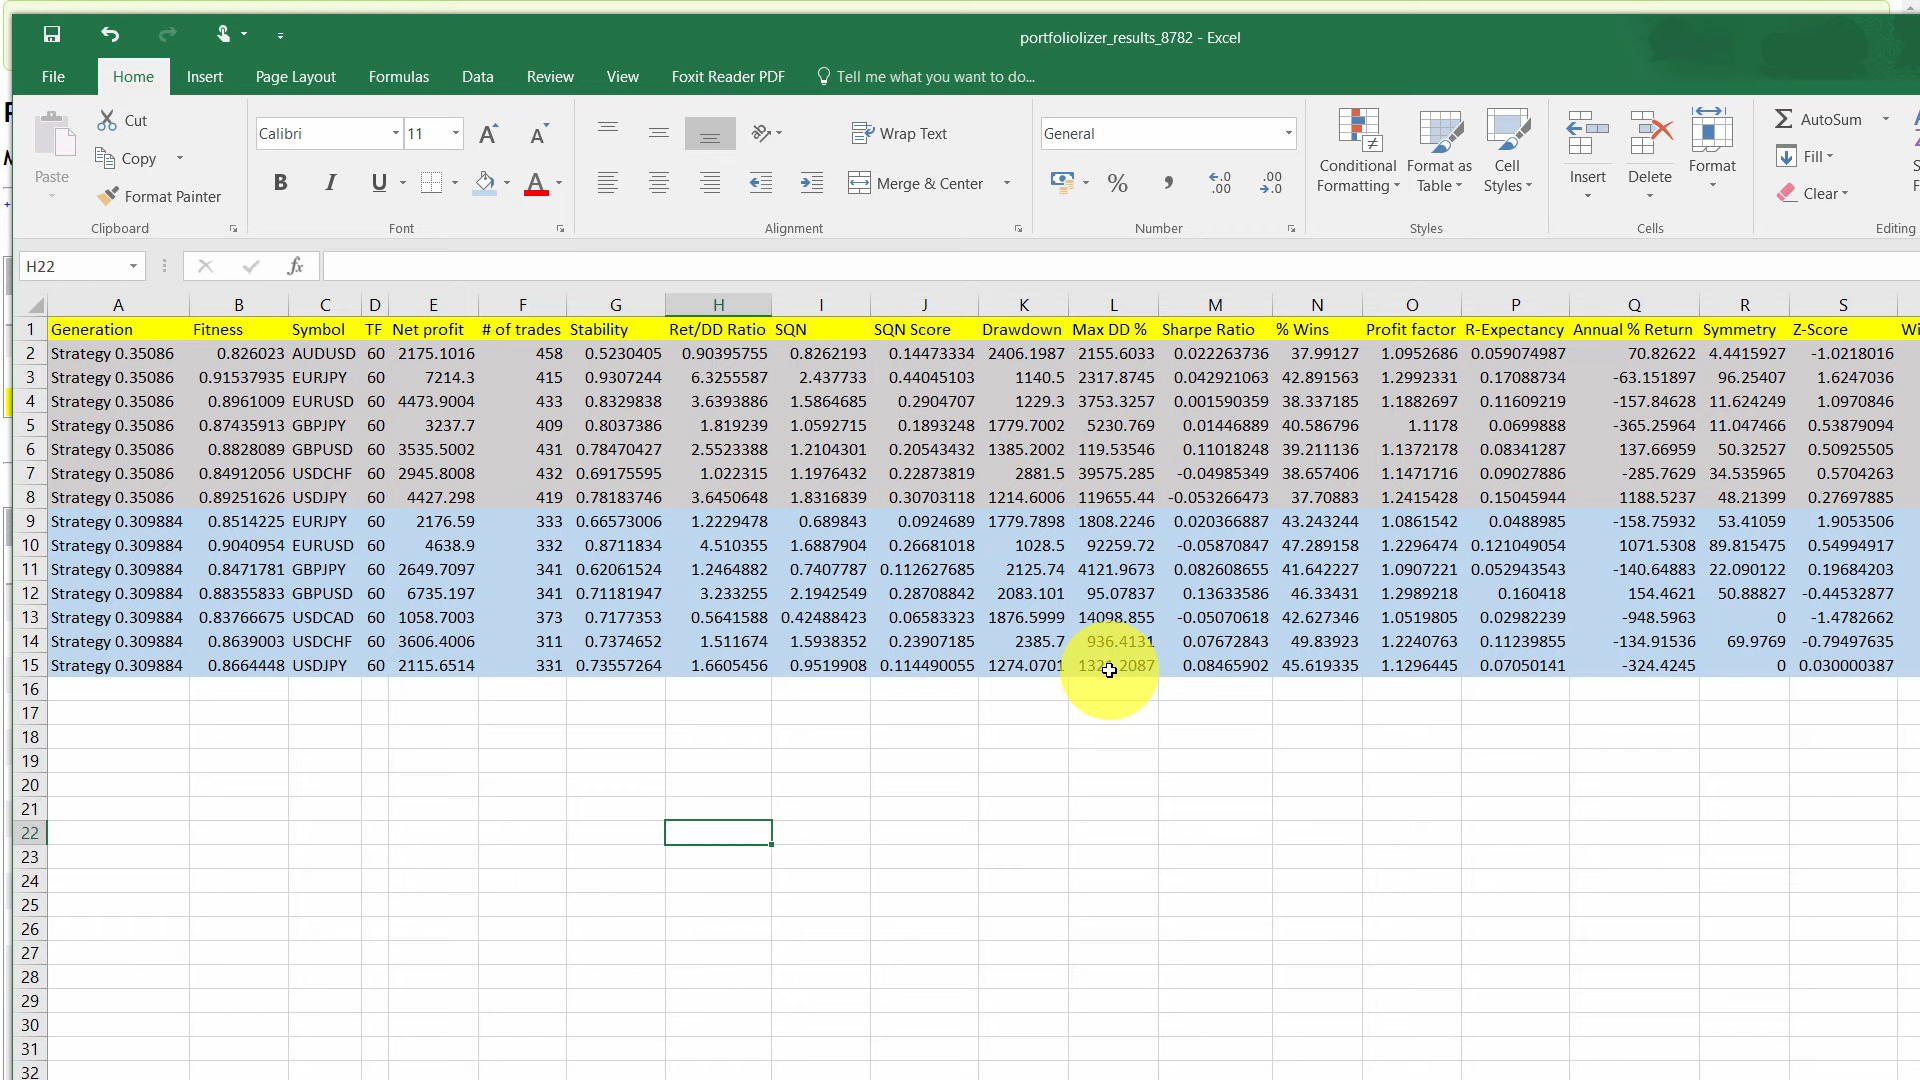 portfoliolizer_results_8782 - Excel
File Home Insert Page Layout Formulas Data Review View Foxit Reader PDF Tell me what you want to do...
Paste Cut Copy Format Painter
Calibri 11
B I U A
Wrap Text
Merge & Center
General
% , .0 .00 .00 .0
Conditional Formatting
Format as Table
Cell Styles
Insert Delete Format
AutoSum
Fill
Clear
Clipboard Font Alignment Number Styles Cells Editing
H22 fx
A B C D E F G H I J K L M N O P Q R S
1 Generation Fitness Symbol TF Net profit # of trades Stability Ret/DD Ratio SQN SQN Score Drawdown Max DD % Sharpe Ratio % Wins Profit factor R-Expectancy Annual % Return Symmetry Z-Score Wi
2 Strategy 0.35086 0.826023 AUDUSD 60 2175.1016 458 0.5230405 0.90395755 0.8262193 0.14473334 2406.1987 2155.6033 0.022263736 37.99127 1.0952686 0.059074987 70.82622 4.4415927 -1.0218016
3 Strategy 0.35086 0.91537935 EURJPY 60 7214.3 415 0.9307244 6.3255587 2.437733 0.44045103 1140.5 2317.8745 0.042921063 42.891563 1.2992331 0.17088734 -63.151897 96.25407 1.6247036
4 Strategy 0.35086 0.8961009 EURUSD 60 4473.9004 433 0.8329838 3.6393886 1.5864685 0.2904707 1229.3 3753.3257 0.001590359 38.337185 1.1882697 0.11609219 -157.84628 11.624249 1.0970846
5 Strategy 0.35086 0.87435913 GBPJPY 60 3237.7 409 0.8037386 1.819239 1.0592715 0.1893248 1779.7002 5230.769 0.01446889 40.586796 1.1178 0.0699888 -365.25964 11.047466 0.53879094
6 Strategy 0.35086 0.8828089 GBPUSD 60 3535.5002 431 0.78470427 2.5523388 1.2104301 0.20543432 1385.2002 119.53546 0.11018248 39.211136 1.1372178 0.08341287 137.66959 50.32527 0.50925505
7 Strategy 0.35086 0.84912056 USDCHF 60 2945.8008 432 0.69175595 1.022315 1.1976432 0.22873819 2881.5 39575.285 -0.04985349 38.657406 1.1471716 0.09027886 -285.7629 34.535965 0.5704263
8 Strategy 0.35086 0.89251626 USDJPY 60 4427.298 419 0.78183746 3.6450648 1.8316839 0.30703118 1214.6006 119655.44 -0.053266473 37.70883 1.2415428 0.15045944 1188.5237 48.21399 0.27697885
9 Strategy 0.309884 0.8514225 EURJPY 60 2176.59 333 0.66573006 1.2229478 0.689843 0.0924689 1779.7898 1808.2246 0.020366887 43.243244 1.0861542 0.0488985 -158.75932 53.41059 1.9053506
10 Strategy 0.309884 0.9040954 EURUSD 60 4638.9 332 0.8711834 4.510355 1.6887904 0.26681018 1028.5 92259.72 -0.05870847 47.289158 1.2296474 0.121049054 1071.5308 89.815475 0.54994917
11 Strategy 0.309884 0.8471781 GBPJPY 60 2649.7097 341 0.62061524 1.2464882 0.7407787 0.112627685 2125.74 4121.9673 0.082608655 41.642227 1.0907221 0.052943543 -140.64883 22.090122 0.19684203
12 Strategy 0.309884 0.88355833 GBPUSD 60 6735.197 341 0.71181947 3.233255 2.1942549 0.28708842 2083.101 95.07837 0.13633586 46.33431 1.2989218 0.160418 154.4621 50.88827 -0.44532877
13 Strategy 0.309884 0.83766675 USDCAD 60 1058.7003 373 0.7177353 0.5641588 0.42488423 0.06583323 1876.5999 14098.855 -0.05070618 42.627346 1.0519805 0.02982239 -948.5963 0 -1.4782662
14 Strategy 0.309884 0.8639003 USDCHF 60 3606.4006 311 0.7374652 1.511674 1.5938352 0.23907185 2385.7 936.4131 0.07672843 49.83923 1.2240763 0.11239855 -134.91536 69.9769 -0.79497635
15 Strategy 0.309884 0.8664448 USDJPY 60 2115.6514 331 0.73557264 1.6605456 0.9519908 0.114490055 1274.0701 0.08465902 45.619335 1.1296445 0.07050141 -324.4245 0 0.030000387
16
17
18
19
20
21
22
23
24
25
26
27
28
29
30
31
32